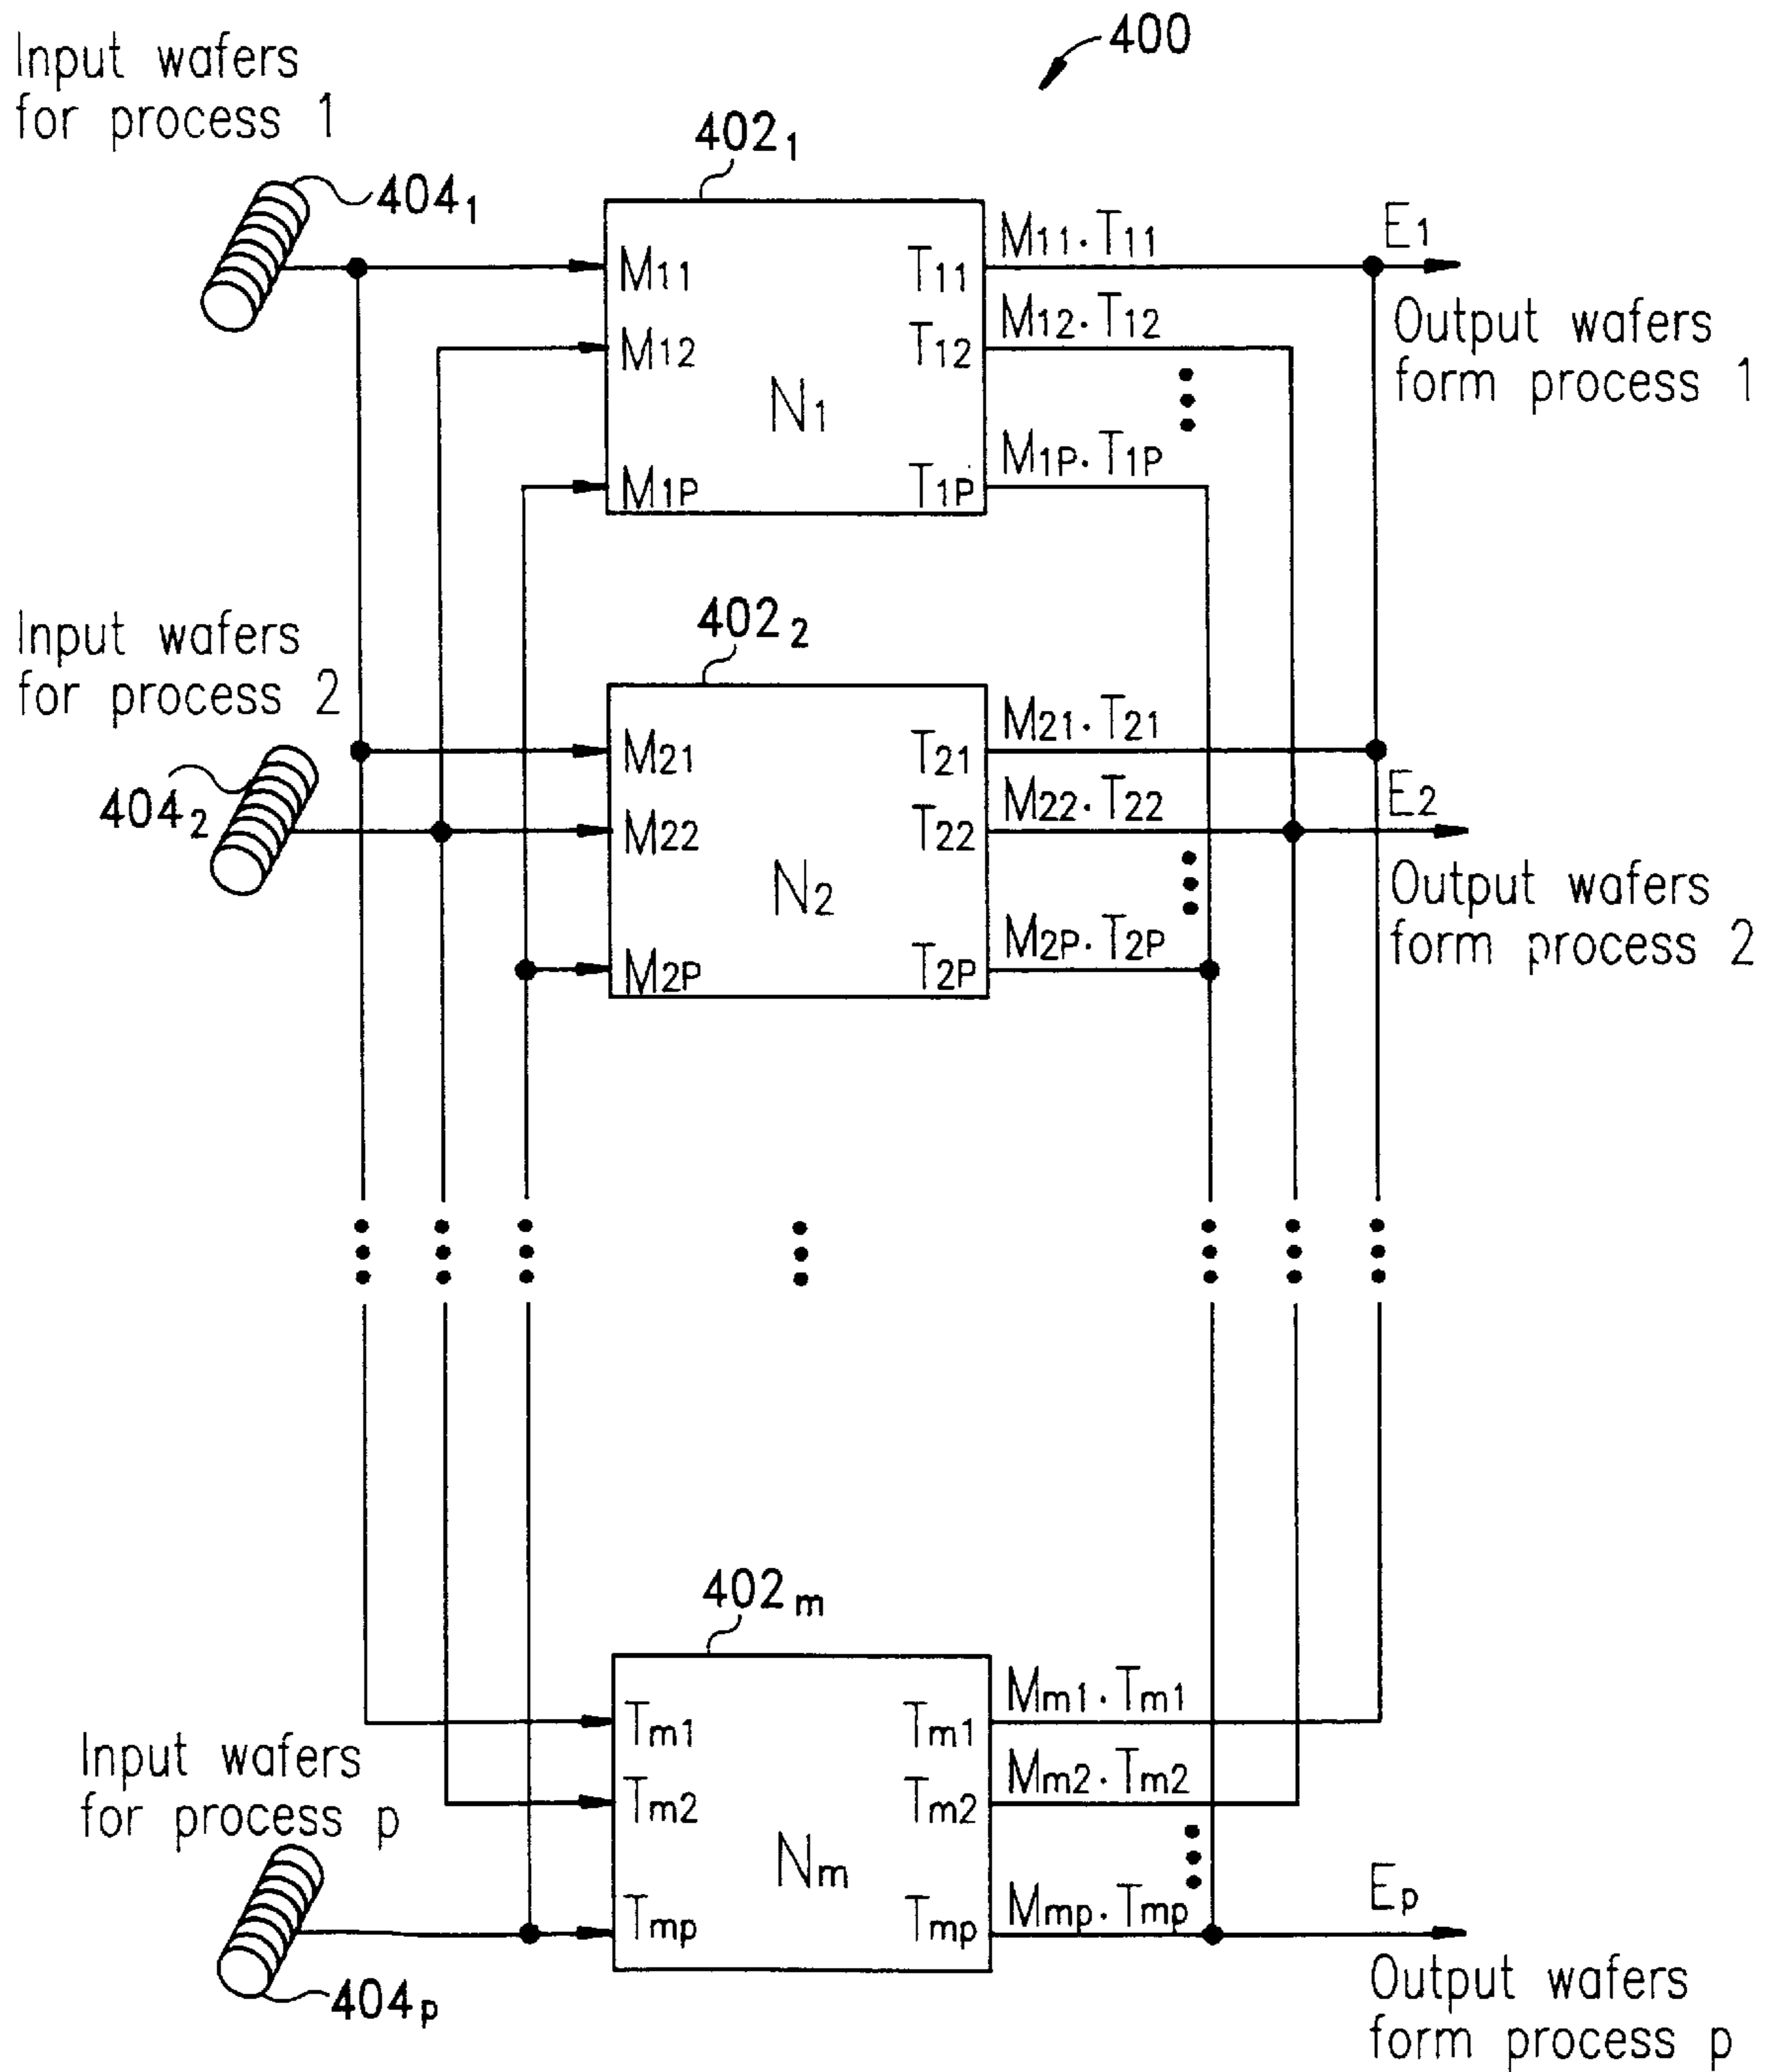 400
Input wafers
for process 1
404₁
402₁
M₁₁
M₁₂
M₁P
N₁
T₁₁
T₁₂
T₁P
M₁₁·T₁₁
M₁₂·T₁₂
M₁P·T₁P
E₁
Output wafers
form process 1
Input wafers
for process 2
404₂
402₂
M₂₁
M₂₂
M₂P
N₂
T₂₁
T₂₂
T₂P
M₂₁·T₂₁
M₂₂·T₂₂
M₂P·T₂P
E₂
Output wafers
form process 2
Input wafers
for process p
404p
402m
Tm1
Tm2
Tmp
Nm
Tm1
Tm2
Tmp
Mm1·Tm1
Mm2·Tm2
Mmp·Tmp
Ep
Output wafers
form process p